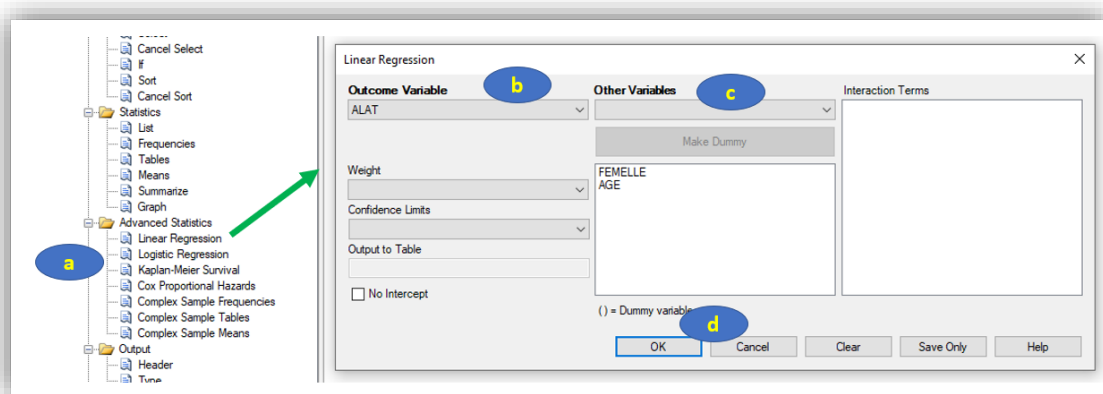 Cancel Select
If
Sort
Cancel Sort
Statistics
List
Frequencies
Tables
Means
Summarize
Graph
Advanced Statistics
Linear Regression
Logistic Regression
Kaplan-Meier Survival
Cox Proportional Hazards
Complex Sample Frequencies
Complex Sample Tables
Complex Sample Means
Output
Header
Type
a
Linear Regression
Outcome Variable
b
ALAT
Weight
Confidence Limits
Output to Table
No Intercept
Other Variables
c
Make Dummy
FEMELLE
AGE
( ) = Dummy variable
d
Interaction Terms
OK
Cancel
Clear
Save Only
Help